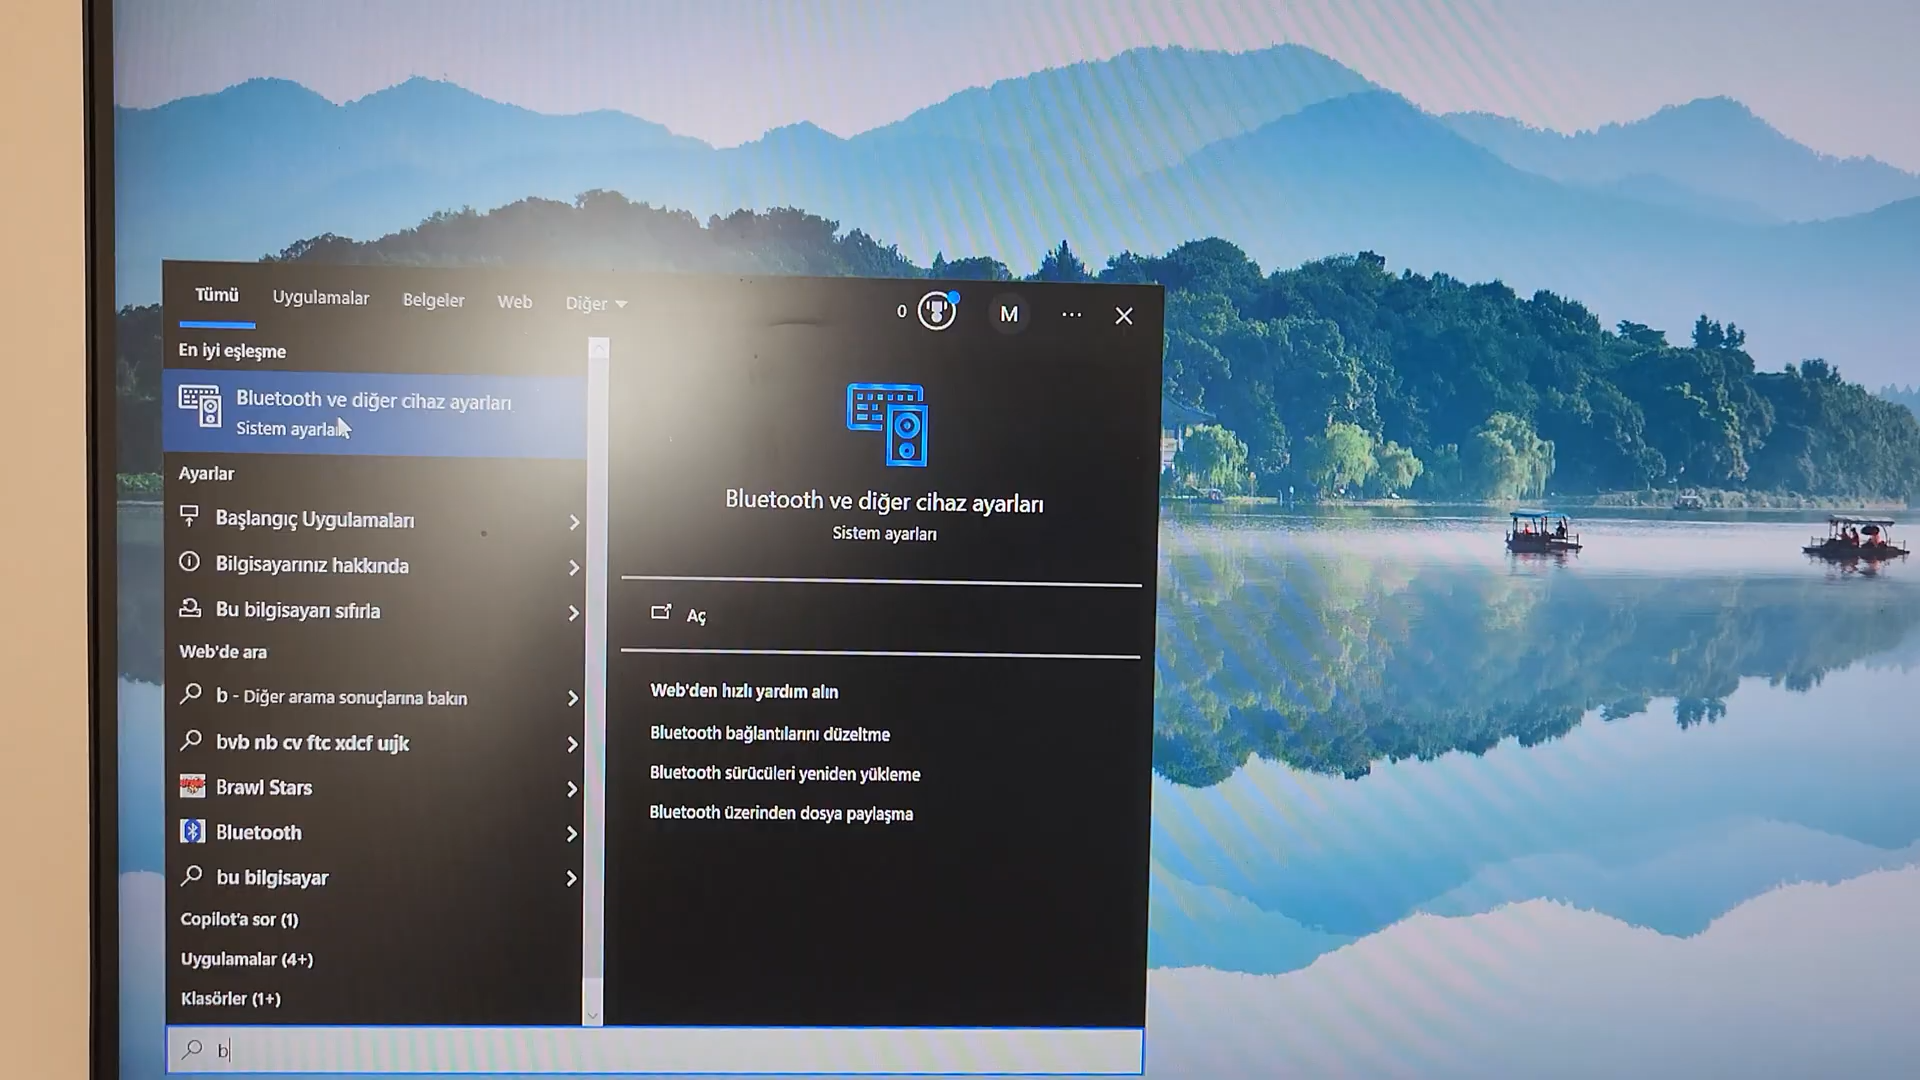 Tümü Uygulamalar Belgeler Web Diğer 0 M
En iyi eşleşme
Bluetooth ve diğer cihaz ayarları
Sistem ayarları
Ayarlar
Başlangıç Uygulamaları
Bilgisayarınız hakkında
Bu bilgisayarı sıfırla
Web'de ara
b - Diğer arama sonuçlarına bakın
bvb nb cv ftc xdcf uıjk
Brawl Stars
Bluetooth
bu bilgisayar
Copilot'a sor (1)
Uygulamalar (4+)
Klasörler (1+)
Bluetooth ve diğer cihaz ayarları
Sistem ayarları
Aç
Web'den hızlı yardım alın
Bluetooth bağlantılarını düzeltme
Bluetooth sürücüleri yeniden yükleme
Bluetooth üzerinden dosya paylaşma
b